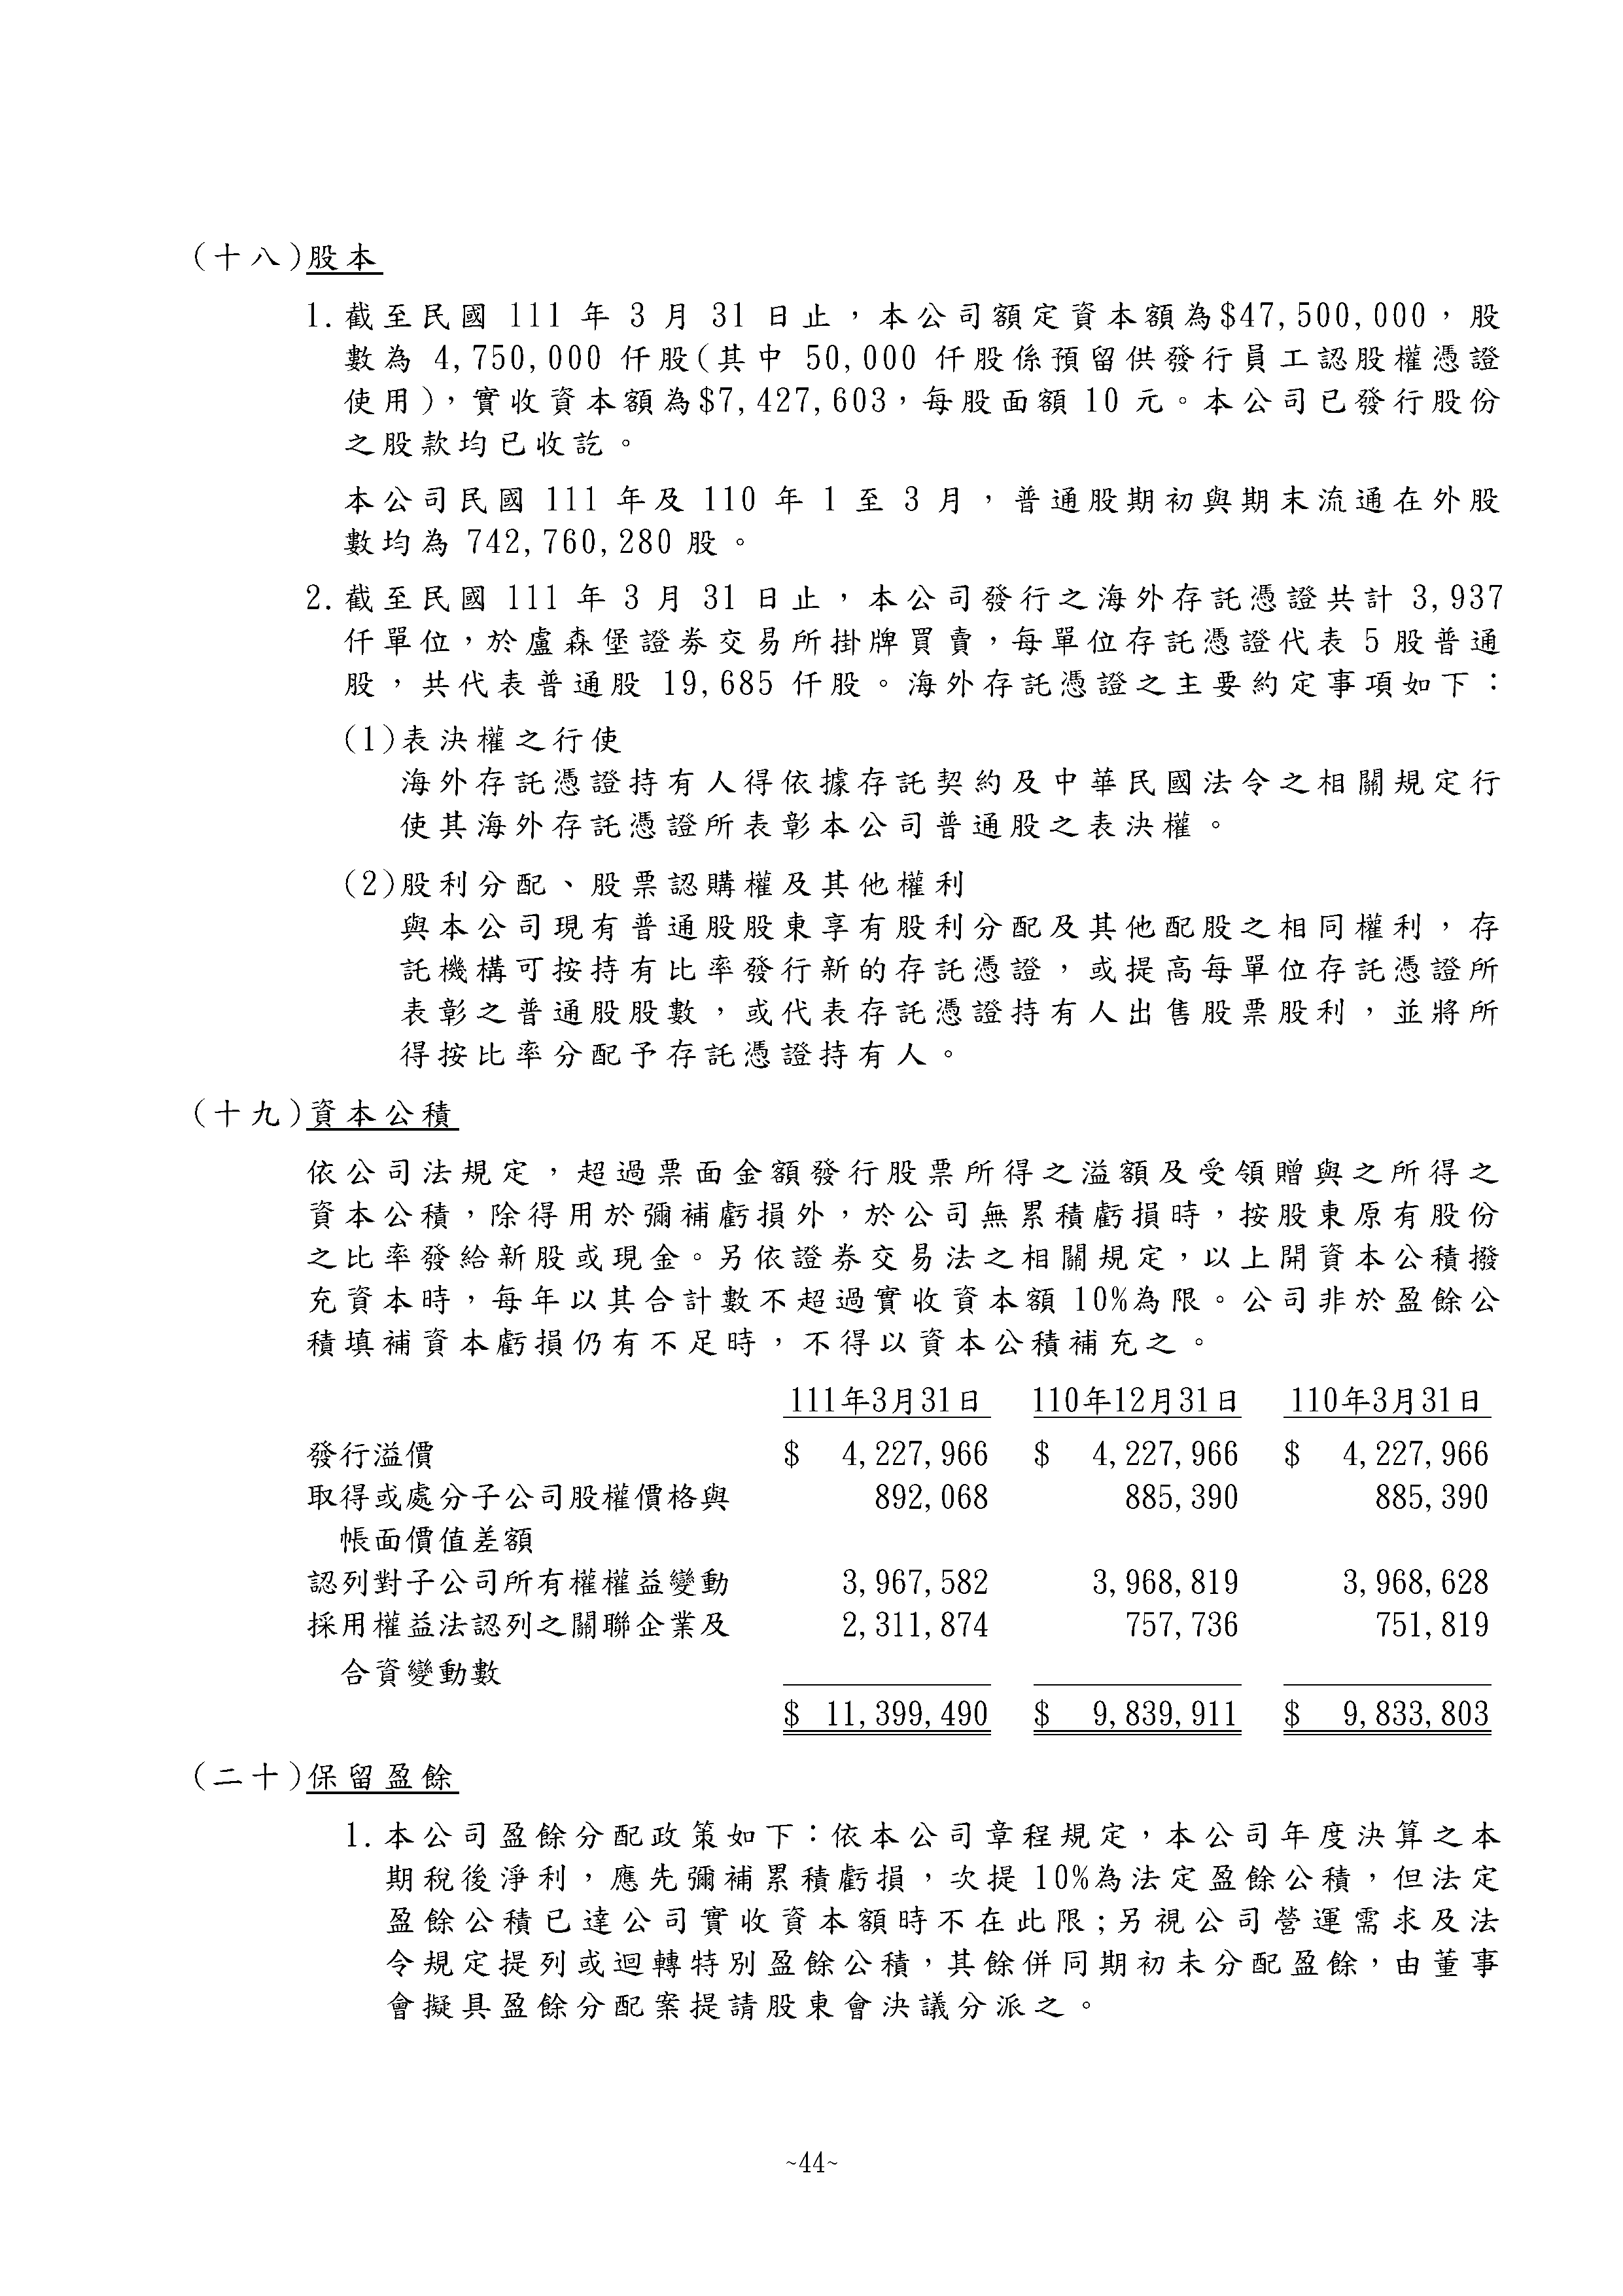 (十八)股本
1.截至民國 111 年 3 月 31 日止，本公司額定資本額為$47,500,000，股
數為 4,750,000 仟股(其中 50,000 仟股係預留供發行員工認股權憑證
使用)，實收資本額為$7,427,603，每股面額 10 元。本公司已發行股份
之股款均已收訖。
本公司民國 111 年及 110 年 1 至 3 月，普通股期初與期末流通在外股
數均為 742,760,280 股。
2.截至民國 111 年 3 月 31 日止，本公司發行之海外存託憑證共計 3,937
仟單位，於盧森堡證券交易所掛牌買賣，每單位存託憑證代表 5 股普通
股，共代表普通股 19,685 仟股。海外存託憑證之主要約定事項如下：
(1)表決權之行使
海外存託憑證持有人得依據存託契約及中華民國法令之相關規定行
使其海外存託憑證所表彰本公司普通股之表決權。
(2)股利分配、股票認購權及其他權利
與本公司現有普通股股東享有股利分配及其他配股之相同權利，存
託機構可按持有比率發行新的存託憑證，或提高每單位存託憑證所
表彰之普通股股數，或代表存託憑證持有人出售股票股利，並將所
得按比率分配予存託憑證持有人。
(十九)資本公積
依公司法規定，超過票面金額發行股票所得之溢額及受領贈與之所得之
資本公積，除得用於彌補虧損外，於公司無累積虧損時，按股東原有股份
之比率發給新股或現金。另依證券交易法之相關規定，以上開資本公積撥
充資本時，每年以其合計數不超過實收資本額 10%為限。公司非於盈餘公
積填補資本虧損仍有不足時，不得以資本公積補充之。
111年3月31日 110年12月31日 110年3月31日
發行溢價 $ 4,227,966 $ 4,227,966 $ 4,227,966
取得或處分子公司股權價格與 892,068 885,390 885,390
帳面價值差額
認列對子公司所有權權益變動 3,967,582 3,968,819 3,968,628
採用權益法認列之關聯企業及 2,311,874 757,736 751,819
合資變動數
$ 11,399,490 $ 9,839,911 $ 9,833,803
(二十)保留盈餘
1.本公司盈餘分配政策如下：依本公司章程規定，本公司年度決算之本
期稅後淨利，應先彌補累積虧損，次提 10%為法定盈餘公積，但法定
盈餘公積已達公司實收資本額時不在此限；另視公司營運需求及法
令規定提列或迴轉特別盈餘公積，其餘併同期初未分配盈餘，由董事
會擬具盈餘分配案提請股東會決議分派之。
~44~